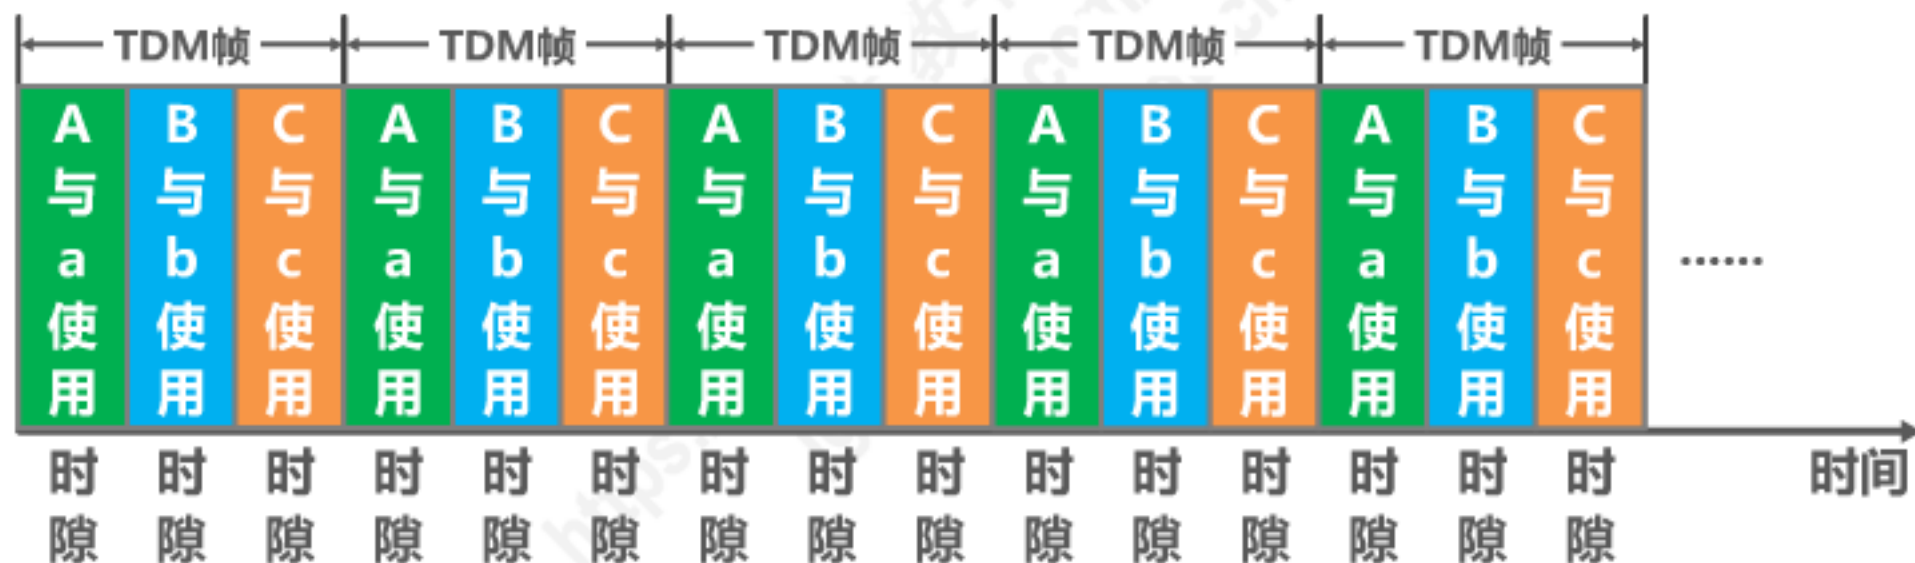 TDM帧 TDM帧 TDM帧 TDM帧 TDM帧
A与a使用 B与b使用 C与c使用 A与a使用 B与b使用 C与c使用 A与a使用 B与b使用 C与c使用 A与a使用 B与b使用 C与c使用 A与a使用 B与b使用 C与c使用 ……
时隙 时隙 时隙 时隙 时隙 时隙 时隙 时隙 时隙 时隙 时隙 时隙 时隙 时隙 时隙 时间